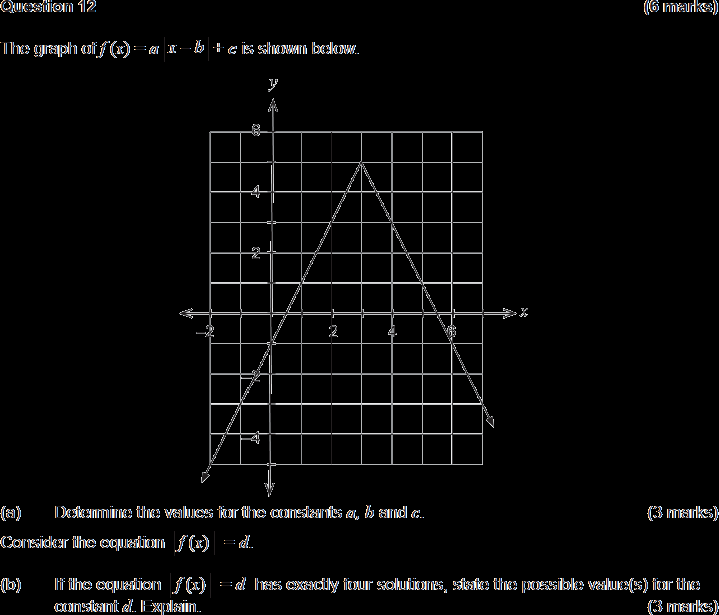 Question 12 (6 marks)
The graph of f(x) = a |x − b| + c is shown below.
y
6
4
2
x
−2 2 4 6
−2
−4
(a) Determine the values for the constants a, b and c. (3 marks)
Consider the equation |f(x)| = d.
(b) If the equation |f(x)| = d has exactly four solutions, state the possible value(s) for the
constant d. Explain. (3 marks)